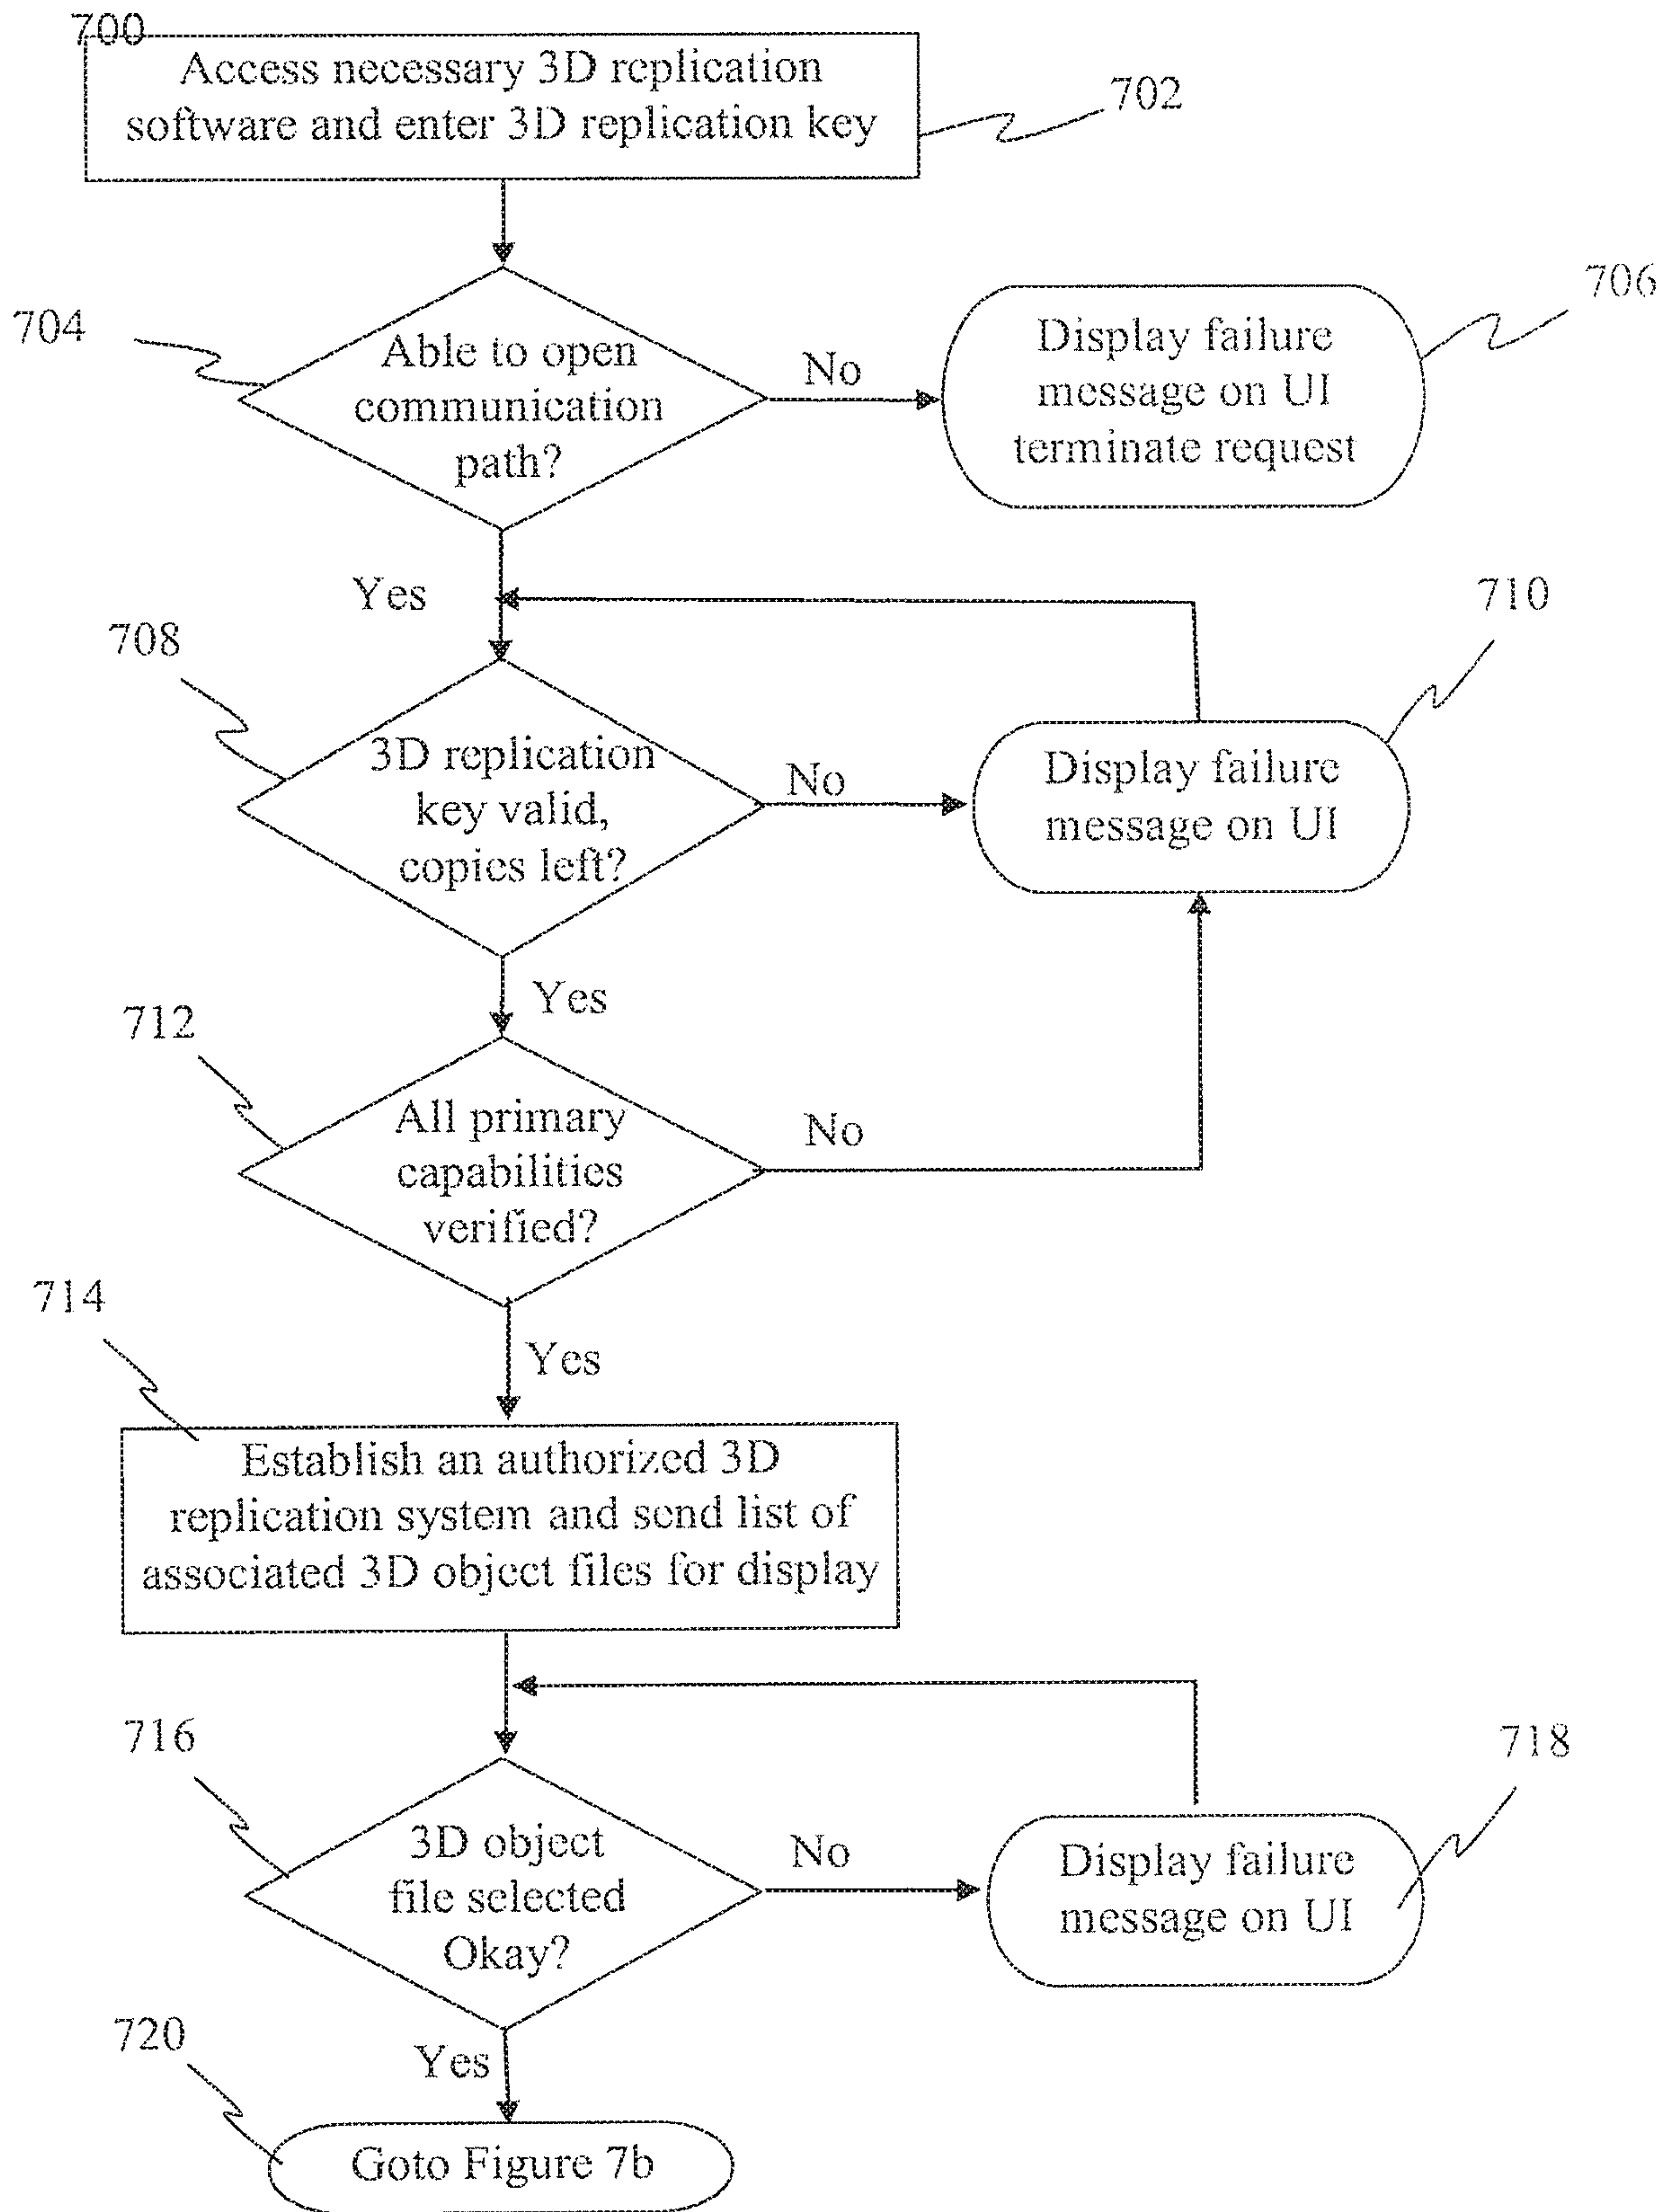 700
Access necessary 3D replication
software and enter 3D replication key
702
704
Able to open
communication
path?
No
Display failure
message on UI
terminate request
706
Yes
708
3D replication
key valid,
copies left?
No
Display failure
message on UI
710
Yes
712
All primary
capabilities
verified?
No
Yes
714
Establish an authorized 3D
replication system and send list of
associated 3D object files for display
716
3D object
file selected
Okay?
No
Display failure
message on UI
718
Yes
720
Goto Figure 7b